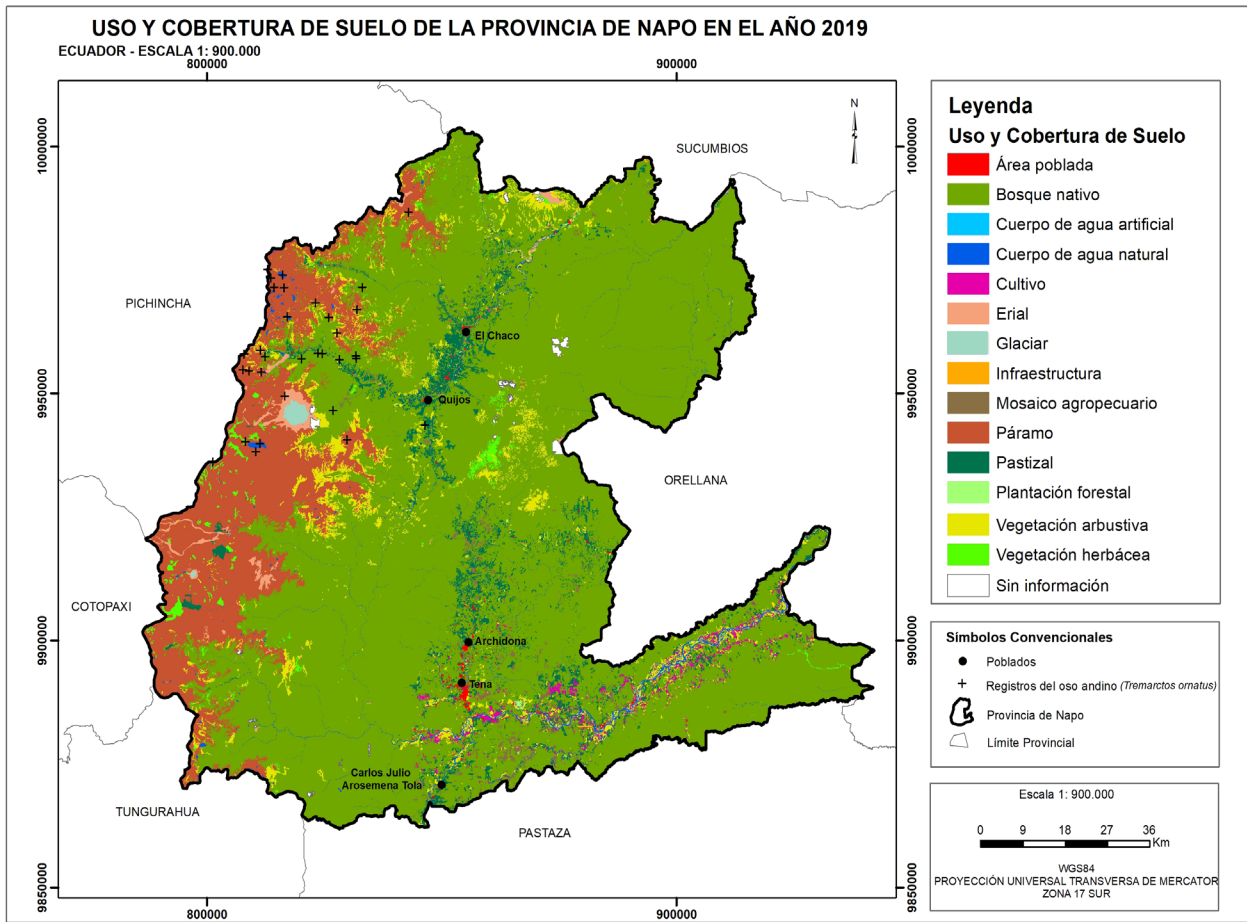 USO Y COBERTURA DE SUELO DE LA PROVINCIA DE NAPO EN EL AÑO 2019
ECUADOR - ESCALA 1: 900.000
800000
900000
N
SUCUMBIOS
PICHINCHA
El Chaco
Quijos
ORELLANA
COTOPAXI
Archidona
Tena
Carlos Julio
Arosemena Tola
TUNGURAHUA
PASTAZA
10000000
9950000
9900000
9850000
10000000
9950000
9900000
9850000
800000
900000
Leyenda
Uso y Cobertura de Suelo
Área poblada
Bosque nativo
Cuerpo de agua artificial
Cuerpo de agua natural
Cultivo
Erial
Glaciar
Infraestructura
Mosaico agropecuario
Páramo
Pastizal
Plantación forestal
Vegetación arbustiva
Vegetación herbácea
Sin información
Símbolos Convencionales
Poblados
Registros del oso andino (Tremarctos ornatus)
Provincia de Napo
Límite Provincial
Escala 1: 900.000
0 9 18 27 36
Km
WGS84
PROYECCIÓN UNIVERSAL TRANSVERSA DE MERCATOR
ZONA 17 SUR